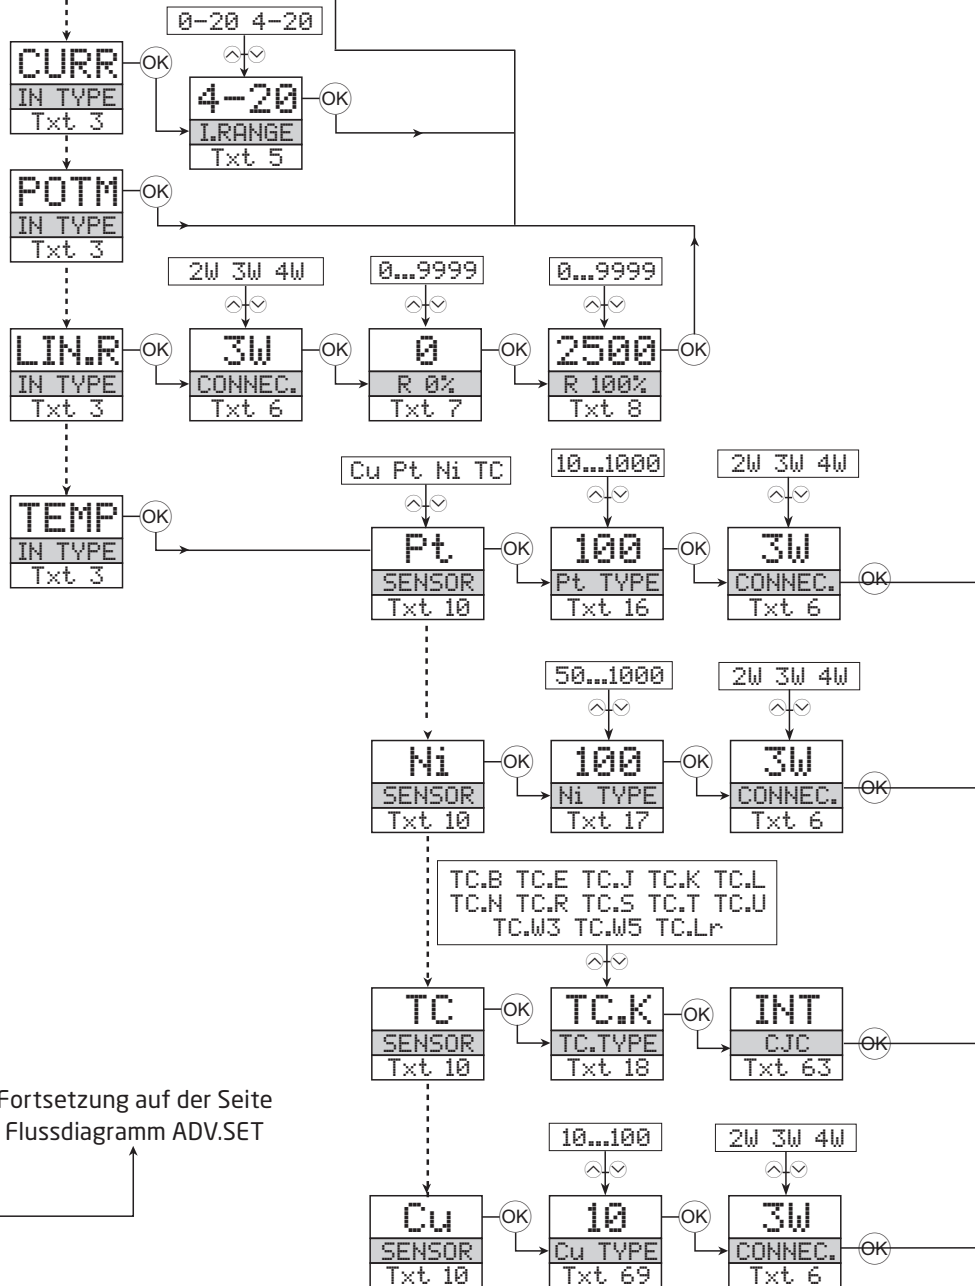 0-20 4-20
CURR
OK
IN TYPE
Txt 3
4-20
OK
I.RANGE
Txt 5
POTM
OK
IN TYPE
Txt 3
2W 3W 4W
0...9999
0...9999
LIN.R
OK
IN TYPE
Txt 3
3W
OK
CONNEC.
Txt 6
0
OK
R 0%
Txt 7
2500
OK
R 100%
Txt 8
Cu Pt Ni TC
10...1000
2W 3W 4W
TEMP
OK
IN TYPE
Txt 3
Pt
OK
SENSOR
Txt 10
100
OK
Pt TYPE
Txt 16
3W
CONNEC.
OK
Txt 6
50...1000
2W 3W 4W
Ni
OK
SENSOR
Txt 10
100
OK
Ni TYPE
Txt 17
3W
CONNEC.
OK
Txt 6
TC.B TC.E TC.J TC.K TC.L
TC.N TC.R TC.S TC.T TC.U
TC.W3 TC.W5 TC.Lr
TC
OK
SENSOR
Txt 10
TC.K
OK
TC.TYPE
Txt 18
INT
CJC
OK
Txt 63
Fortsetzung auf der Seite
Flussdiagramm ADV.SET
10...100
2W 3W 4W
Cu
OK
SENSOR
Txt 10
10
OK
Cu TYPE
Txt 69
3W
CONNEC.
OK
Txt 6